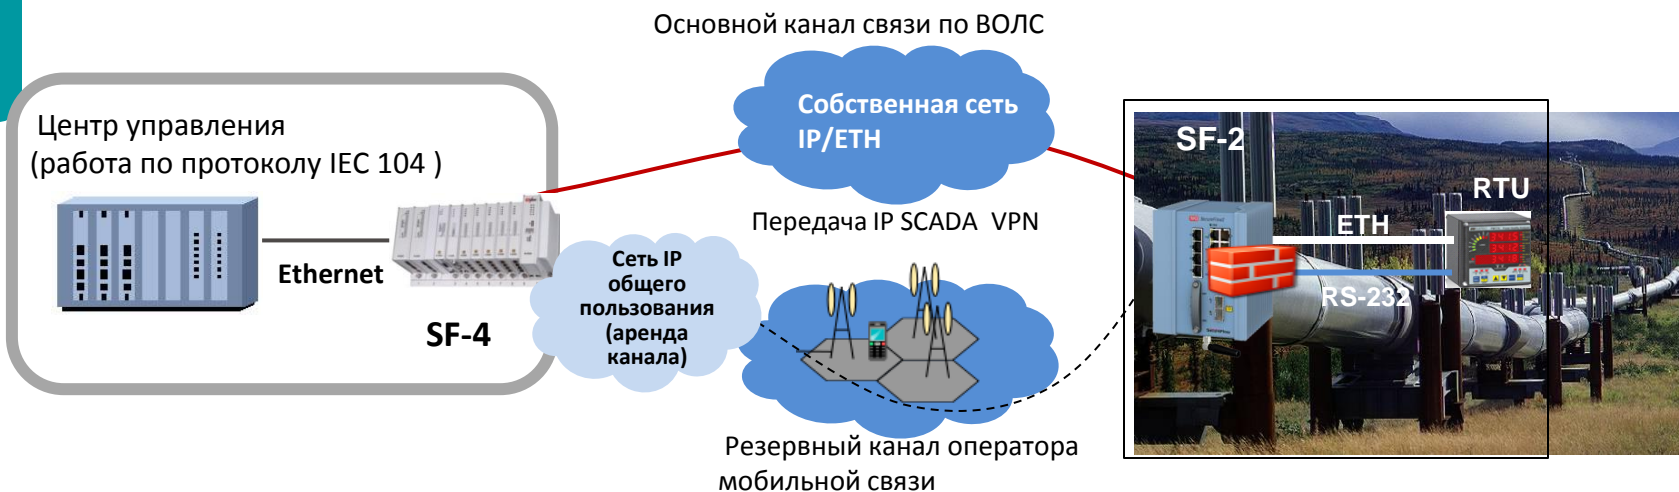 Основной канал связи по ВОЛС
Центр управления
(работа по протоколу IEC 104 )
Ethernet
SF-4
Собственная сеть
IP/ETH
Передача IP SCADA VPN
Сеть IP
общего
пользования
(аренда
канала)
Резервный канал оператора
мобильной связи
SF-2
RTU
ETH
RS-232